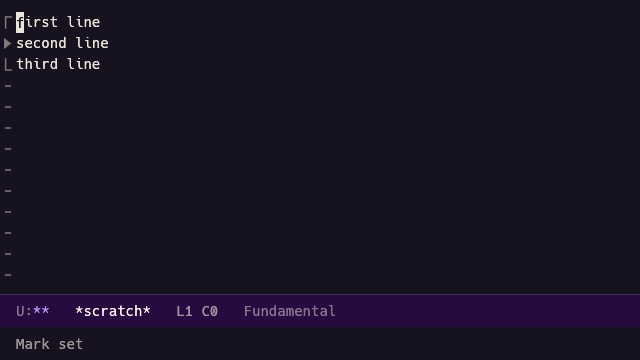 first line
second line
third line
U:** *scratch* L1 C0 Fundamental
Mark set